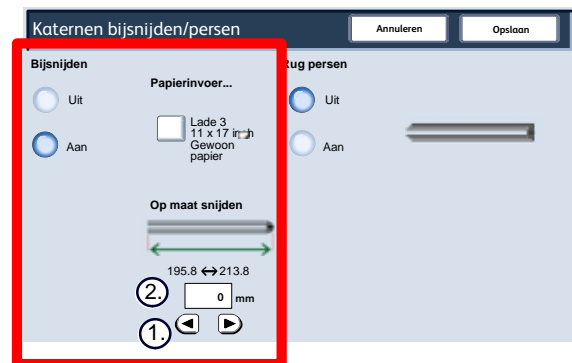 Katernen bijsnijden/persen
Annuleren
Opslaan
Bijsnijden
Uit
Aan
Papierinvoer...
Lade 3
11 x 17 inch
Gewoon
papier
Op maat snijden
195.8 ↔ 213.8
2.
0 mm
1.
Rug persen
Uit
Aan